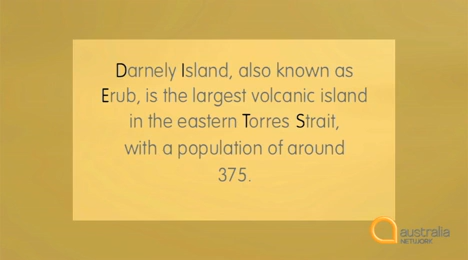 Darnely Island, also known as
Erub, is the largest volcanic island
in the eastern Torres Strait,
with a population of around
375.
australia
NETWORK